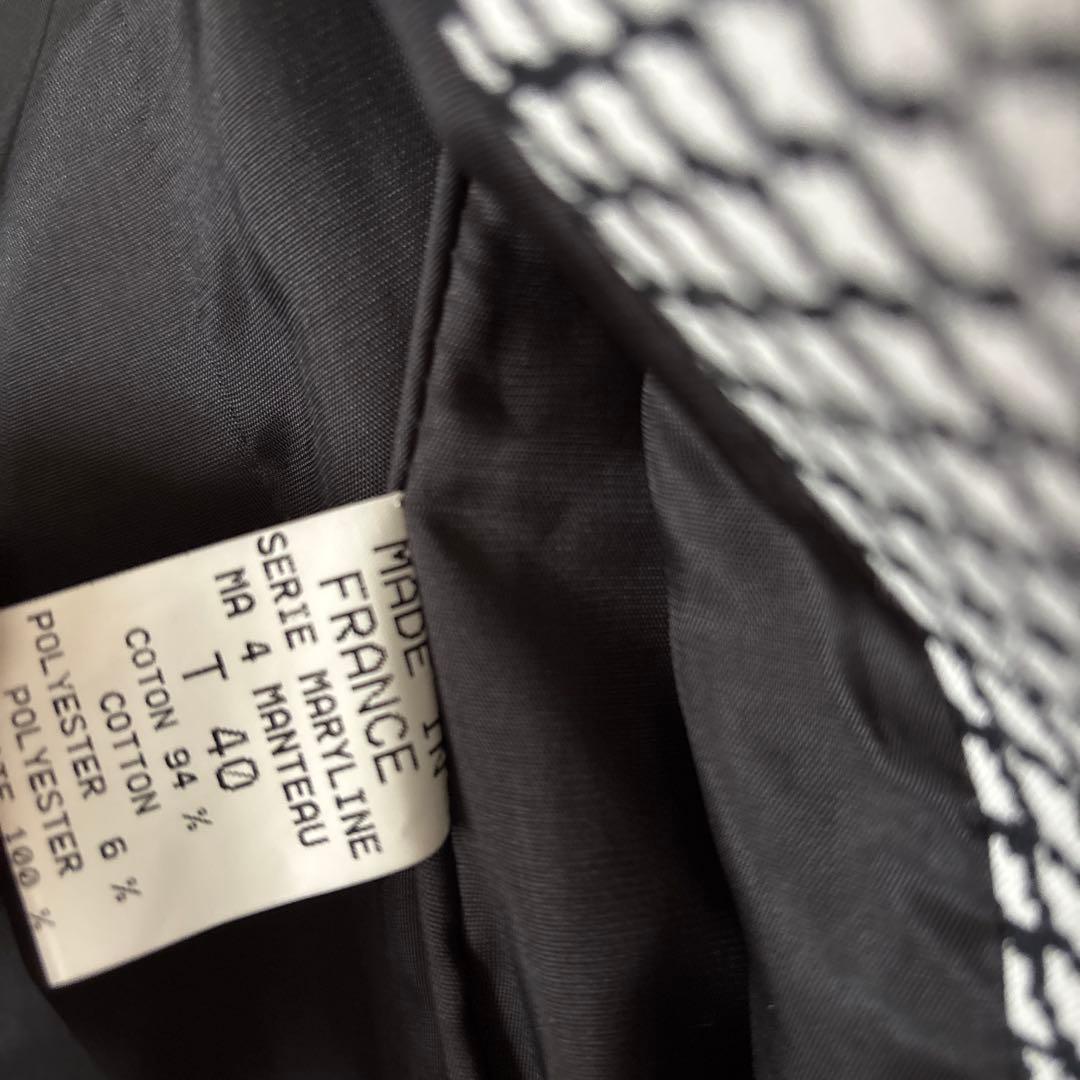 MADE IN
FRANCE
SERIE MARYLINE
MA 4 MANTEAU
T 40
COTON 94 %
COTTON
POLYESTER 6 %
POLYESTER
100 %